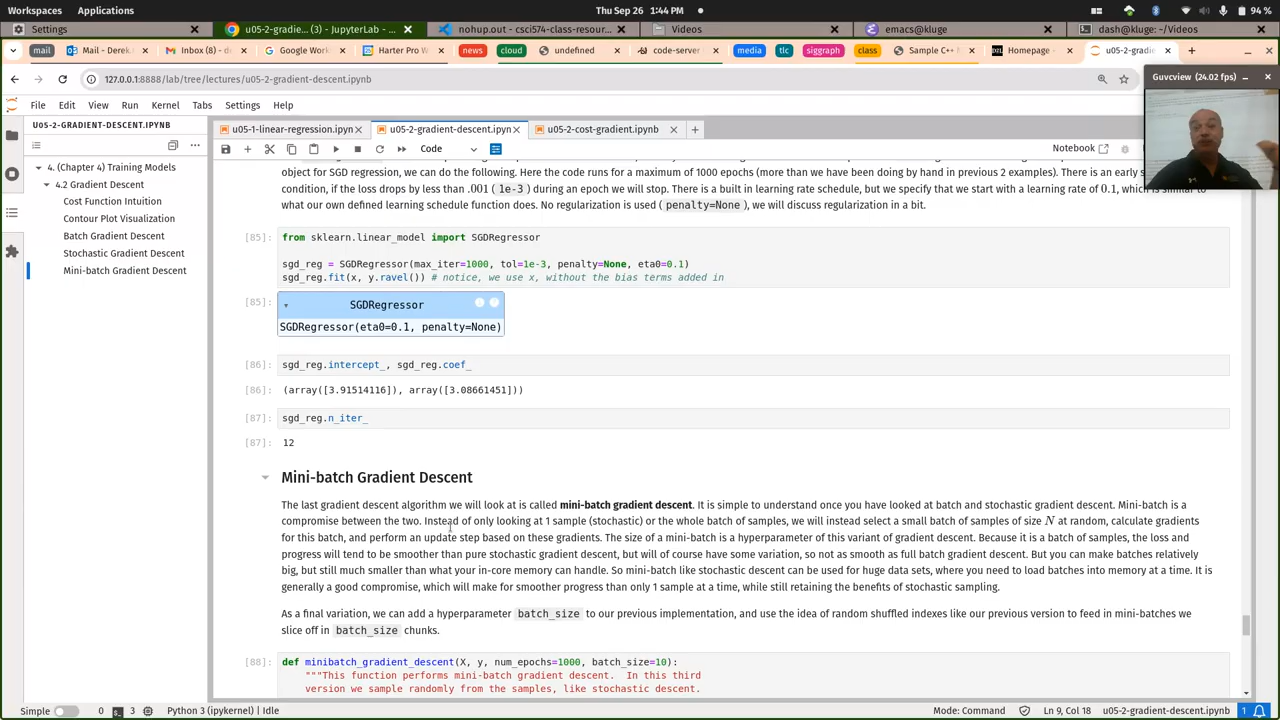 Workspaces Applications Thu Sep 26 1:44 PM 94 %
Settings u05-2-gradie... (3) - JupyterLab - ... nohup.out - csci574-class-resour... Videos emacs@kluge dash@kluge: ~/Videos
mail Mail - Derek. Inbox (8) - d Google Work Harter Pro W news cloud undefined code-server media tlc siggraph class Sample C++ M Homepage - u05-2-gradi
127.0.0.1:8888/lab/tree/lectures/u05-2-gradient-descent.ipynb
Guvcview (24.02 fps)
File Edit View Run Kernel Tabs Settings Help
U05-2-GRADIENT-DESCENT.IPYNB
4. (Chapter 4) Training Models
4.2 Gradient Descent
Cost Function Intuition
Contour Plot Visualization
Batch Gradient Descent
Stochastic Gradient Descent
Mini-batch Gradient Descent
u05-1-linear-regression.ipyn u05-2-gradient-descent.ipyn u05-2-cost-gradient.ipynb
Code Notebook
object for SGD regression, we can do the following. Here the code runs for a maximum of 1000 epochs (more than we have been doing by hand in previous 2 examples). There is an early s
condition, if the loss drops by less than .001 (1e-3) during an epoch we will stop. There is a built in learning rate schedule, but we specify that we start with a learning rate of 0.1, which is similar to
what our own defined learning schedule function does. No regularization is used ( penalty=None ), we will discuss regularization in a bit.
[85]: from sklearn.linear_model import SGDRegressor
sgd_reg = SGDRegressor(max_iter=1000, tol=1e-3, penalty=None, eta0=0.1)
sgd_reg.fit(x, y.ravel()) # notice, we use x, without the bias terms added in
[85]: SGDRegressor
SGDRegressor(eta0=0.1, penalty=None)
[86]: sgd_reg.intercept_, sgd_reg.coef_
[86]: (array([3.91514116]), array([3.08661451]))
[87]: sgd_reg.n_iter_
[87]: 12
Mini-batch Gradient Descent
The last gradient descent algorithm we will look at is called mini-batch gradient descent. It is simple to understand once you have looked at batch and stochastic gradient descent. Mini-batch is a
compromise between the two. Instead of only looking at 1 sample (stochastic) or the whole batch of samples, we will instead select a small batch of samples of size N at random, calculate gradients
for this batch, and perform an update step based on these gradients. The size of a mini-batch is a hyperparameter of this variant of gradient descent. Because it is a batch of samples, the loss and
progress will tend to be smoother than pure stochastic gradient descent, but will of course have some variation, so not as smooth as full batch gradient descent. But you can make batches relatively
big, but still much smaller than what your in-core memory can handle. So mini-batch like stochastic descent can be used for huge data sets, where you need to load batches into memory at a time. It is
generally a good compromise, which will make for smoother progress than only 1 sample at a time, while still retaining the benefits of stochastic sampling.
As a final variation, we can add a hyperparameter batch_size to our previous implementation, and use the idea of random shuffled indexes like our previous version to feed in mini-batches we
slice off in batch_size chunks.
[88]: def minibatch_gradient_descent(X, y, num_epochs=1000, batch_size=10):
"""This function performs mini-batch gradient descent. In this third
version we sample randomly from the samples, like stochastic descent.
Simple 0 3 Python 3 (ipykernel) | Idle Mode: Command Ln 9, Col 18 u05-2-gradient-descent.ipynb 1